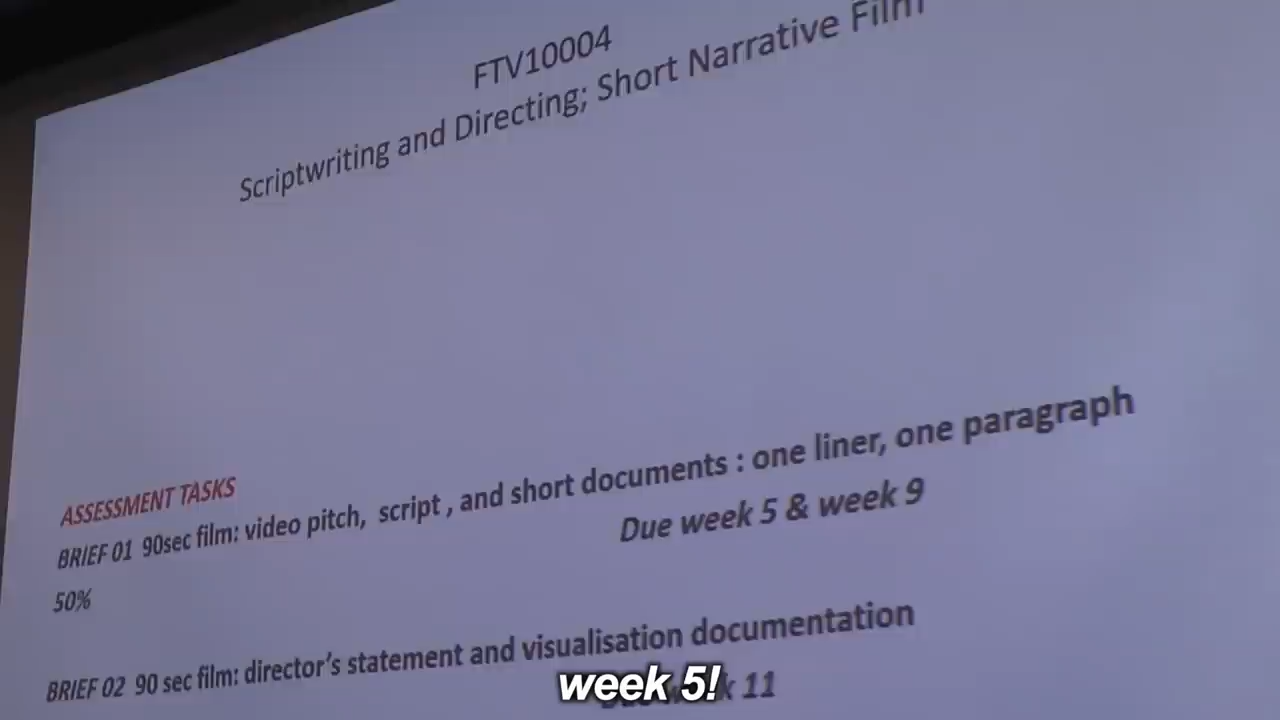 FTV10004
Scriptwriting and Directing; Short Narrative Film
ASSESSMENT TASKS
BRIEF 01 90sec film: video pitch, script , and short documents : one liner, one paragraph
Due week 5 & week 9
50%
BRIEF 02 90 sec film: director's statement and visualisation documentation
11
week 5!